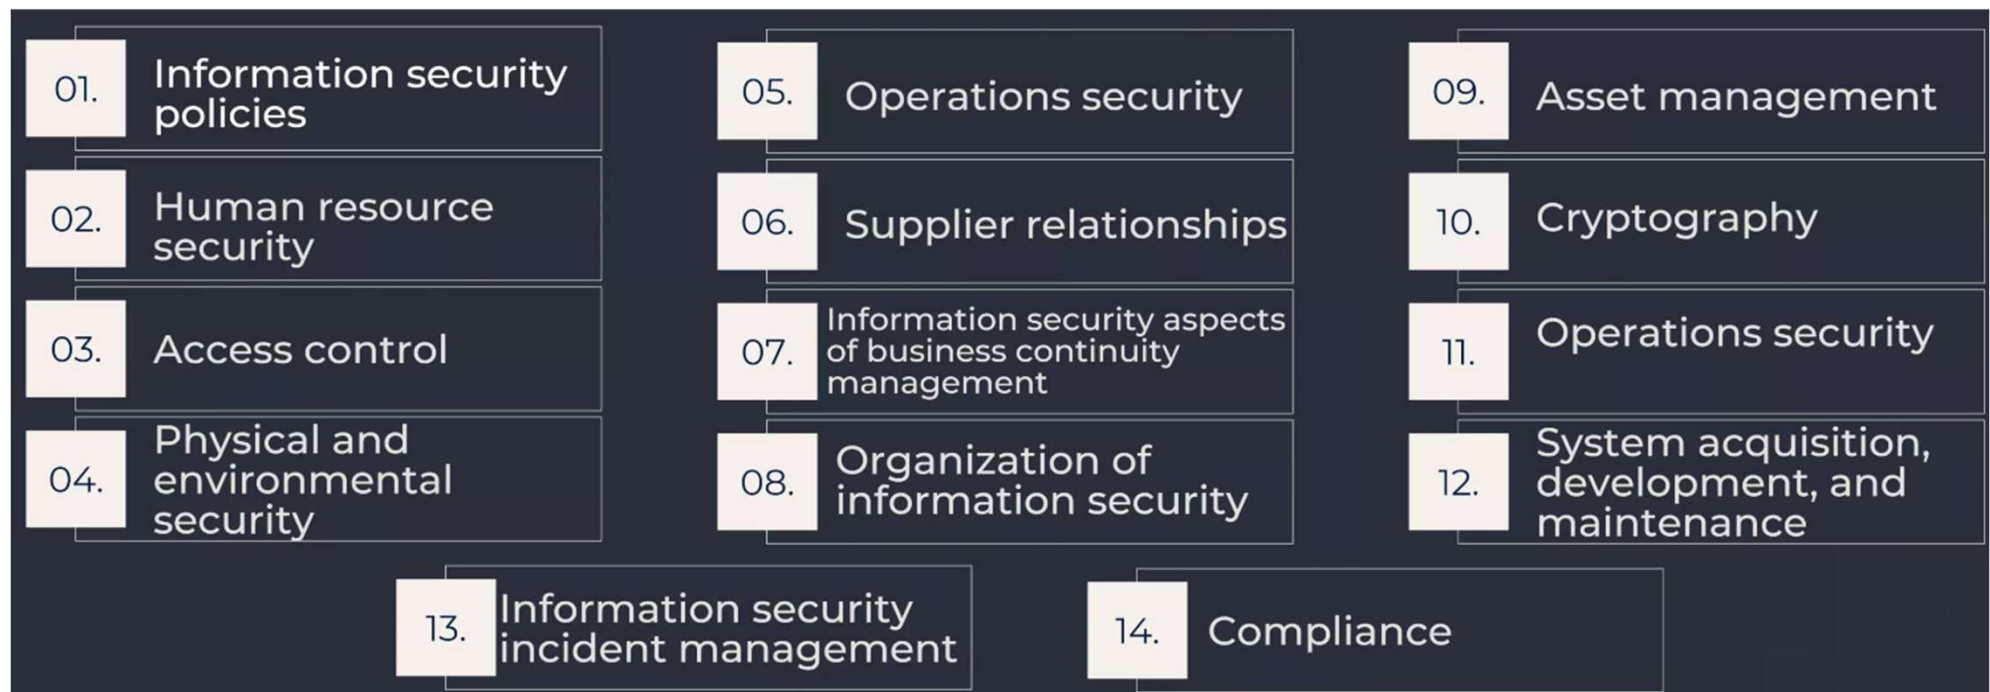 01.
Information security
policies
02.
Human resource
security
03.
Access control
04.
Physical and
environmental
security
05.
Operations security
06.
Supplier relationships
07.
Information security aspects
of business continuity
management
08.
Organization of
information security
09.
Asset management
10.
Cryptography
11.
Operations security
12.
System acquisition,
development, and
maintenance
13.
Information security
incident management
14.
Compliance